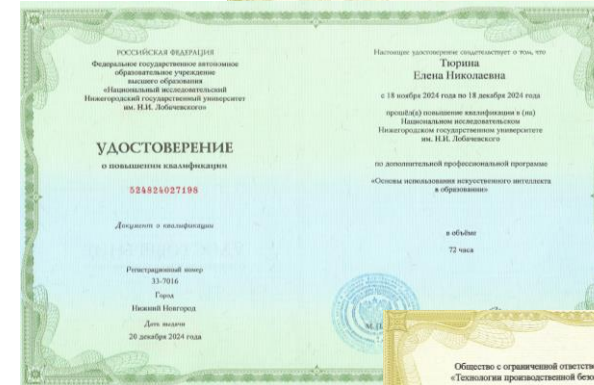 РОССИЙСКАЯ ФЕДЕРАЦИЯ
Федеральное государственное автономное
образовательное учреждение
высшего образования
«Национальный исследовательский
Нижегородский государственный университет
им. Н.И. Лобачевского»
УДОСТОВЕРЕНИЕ
о повышении квалификации
524824027198
Документ о квалификации
Регистрационный номер
33-7016
Город
Нижний Новгород
Дата выдачи
20 декабря 2024 года
Настоящее удостоверение свидетельствует о том, что
Тюрина
Елена Николаевна
с 18 ноября 2024 года по 18 декабря 2024 года
прошёл(а) повышение квалификации в (на)
Национальном исследовательском
Нижегородском государственном университете
им. Н.И. Лобачевского
по дополнительной профессиональной программе
«Основы использования искусственного интеллекта
в образовании»
в объёме
72 часа
М.П.
Общество с ограниченной ответств
«Технологии производственной безо